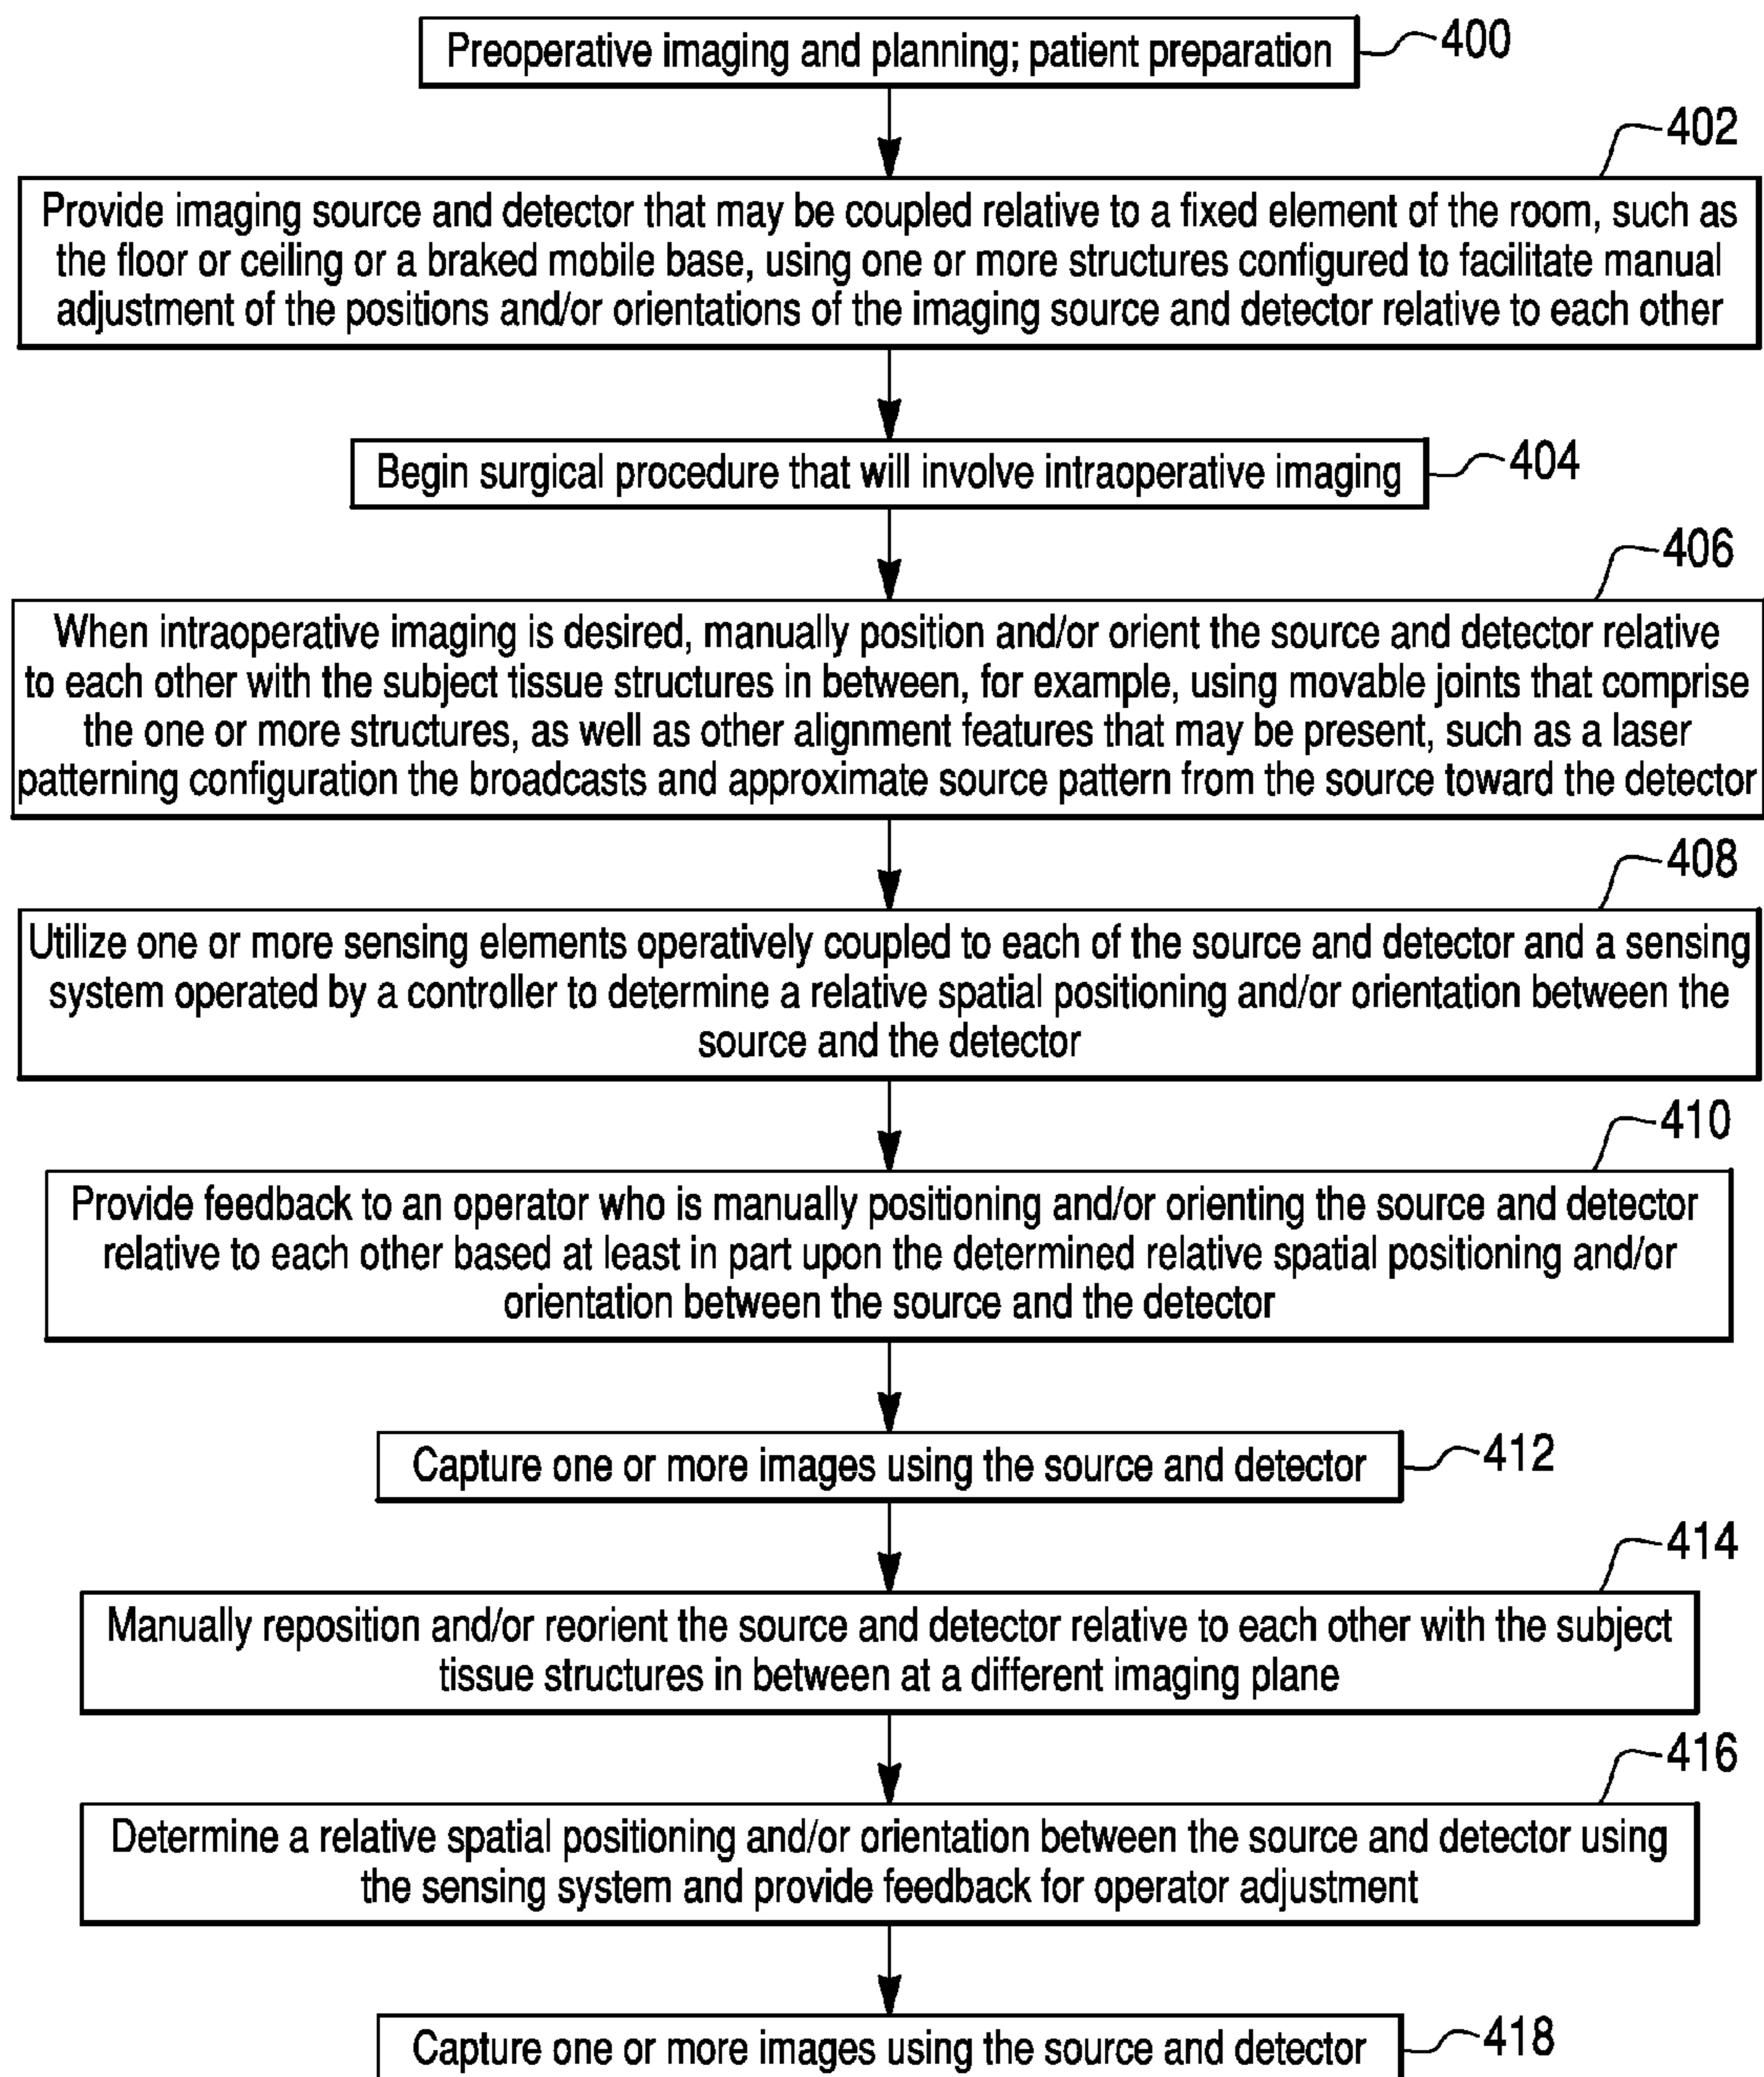 Preoperative imaging and planning; patient preparation
400
402
Provide imaging source and detector that may be coupled relative to a fixed element of the room, such as
the floor or ceiling or a braked mobile base, using one or more structures configured to facilitate manual
adjustment of the positions and/or orientations of the imaging source and detector relative to each other
Begin surgical procedure that will involve intraoperative imaging
404
406
When intraoperative imaging is desired, manually position and/or orient the source and detector relative
to each other with the subject tissue structures in between, for example, using movable joints that comprise
the one or more structures, as well as other alignment features that may be present, such as a laser
patterning configuration the broadcasts and approximate source pattern from the source toward the detector
408
Utilize one or more sensing elements operatively coupled to each of the source and detector and a sensing
system operated by a controller to determine a relative spatial positioning and/or orientation between the
source and the detector
410
Provide feedback to an operator who is manually positioning and/or orienting the source and detector
relative to each other based at least in part upon the determined relative spatial positioning and/or
orientation between the source and the detector
Capture one or more images using the source and detector
412
414
Manually reposition and/or reorient the source and detector relative to each other with the subject
tissue structures in between at a different imaging plane
416
Determine a relative spatial positioning and/or orientation between the source and detector using
the sensing system and provide feedback for operator adjustment
Capture one or more images using the source and detector
418